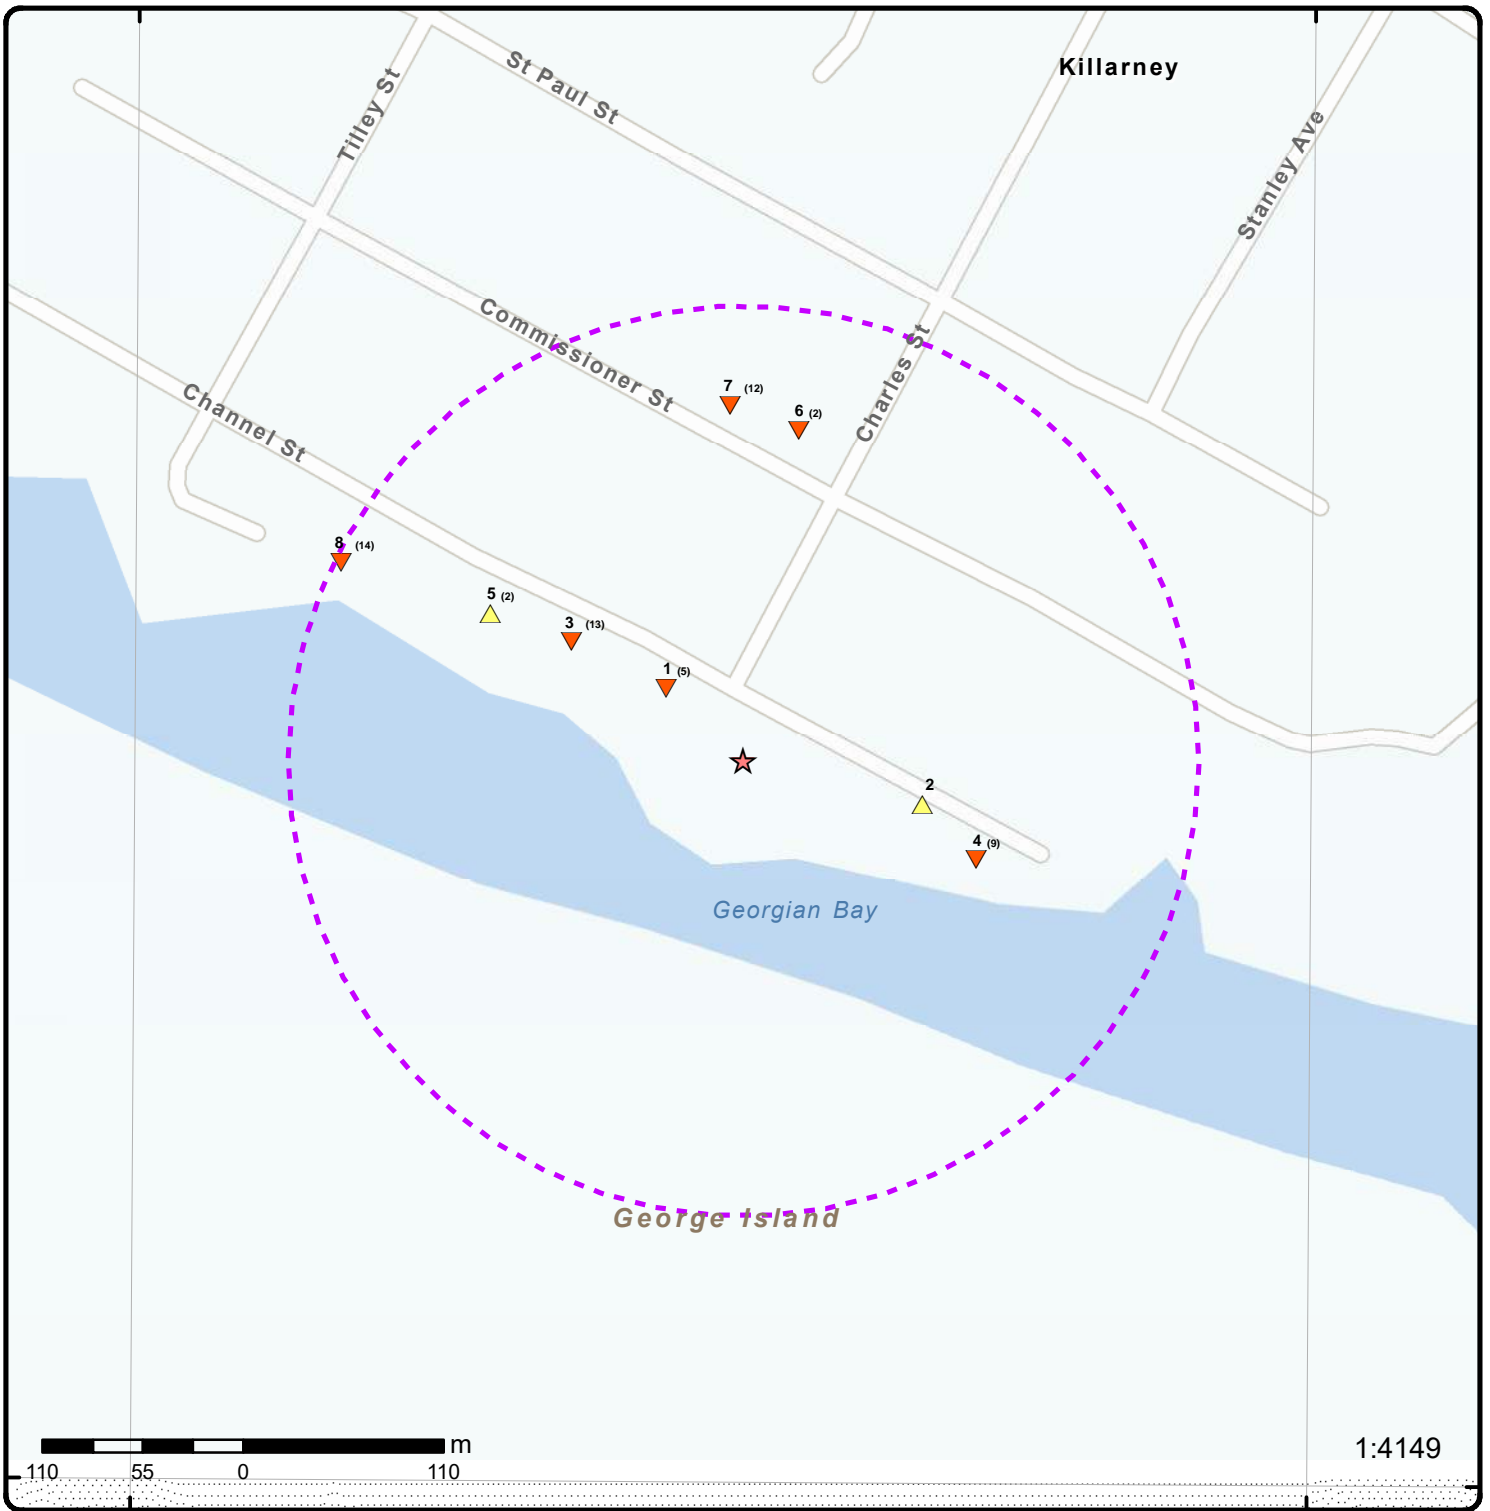 Killarney
St Paul St
Tilley St
Stanley Ave
Commissioner St
Charles St
Channel St
7 (12)
6 (2)
8 (14)
5 (2)
3 (13)
1 (5)
2
4 (9)
Georgian Bay
George Island
m
110 55 0 110
1:4149